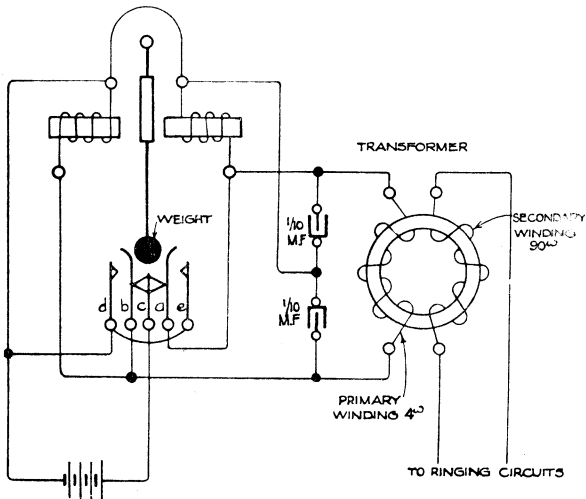 TRANSFORMER
WEIGHT
1/10
M.F
SECONDARY
WINDING
90ω
d b c a e
1/10
M.F
PRIMARY
WINDING 4ω
TO RINGING CIRCUITS